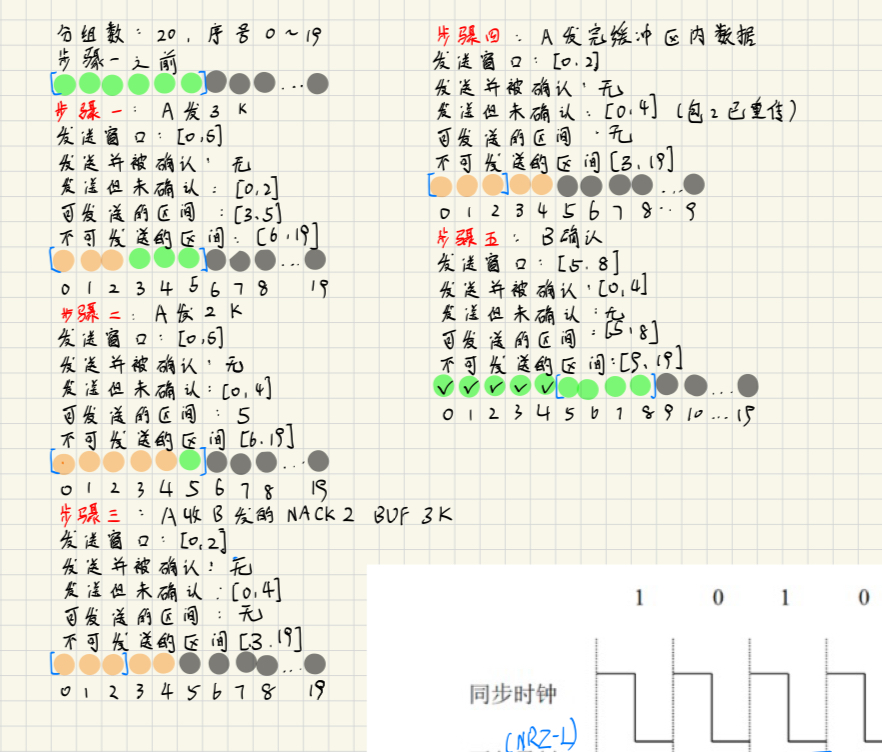 分组数：20，序号0~19
步骤一之前
...
步骤一：A发3K
发送窗口：[0,5]
发送并被确认：无
发送但未确认：[0,2]
可发送的区间：[3.5]
不可发送的区间：[6,19]
...
0 1 2 3 4 5 6 7 8 19
步骤二：A发2K
发送窗口：[0,5]
发送并被确认：无
发送但未确认：[0,4]
可发送的区间：5
不可发送的区间[6.19]
...
0 1 2 3 4 5 6 7 8 19
步骤三：A收B发的NACK2 BUF 3K
发送窗口：[0,2]
发送并被确认：无
发送但未确认：[0,4]
可发送的区间：无
不可发送的区间[3.19]
...
0 1 2 3 4 5 6 7 8 19
步骤四：A发完缓冲区内数据
发送窗口：[0,2]
发送并被确认：无
发送但未确认：[0,4]（包2已重传）
可发送的区间：无
不可发送的区间[3,19]
...
0 1 2 3 4 5 6 7 8 ·· 9
步骤五：B确认
发送窗口：[5.8]
发送并被确认：[0,4]
发送但未确认：无
可发送的区间：[5,8]
不可发送的区间:[9,19]
✓ ✓ ✓ ✓ ✓ ...
0 1 2 3 4 5 6 7 8 9 10 ... 19
1 0 1 0
同步时钟
(NRZ-L)